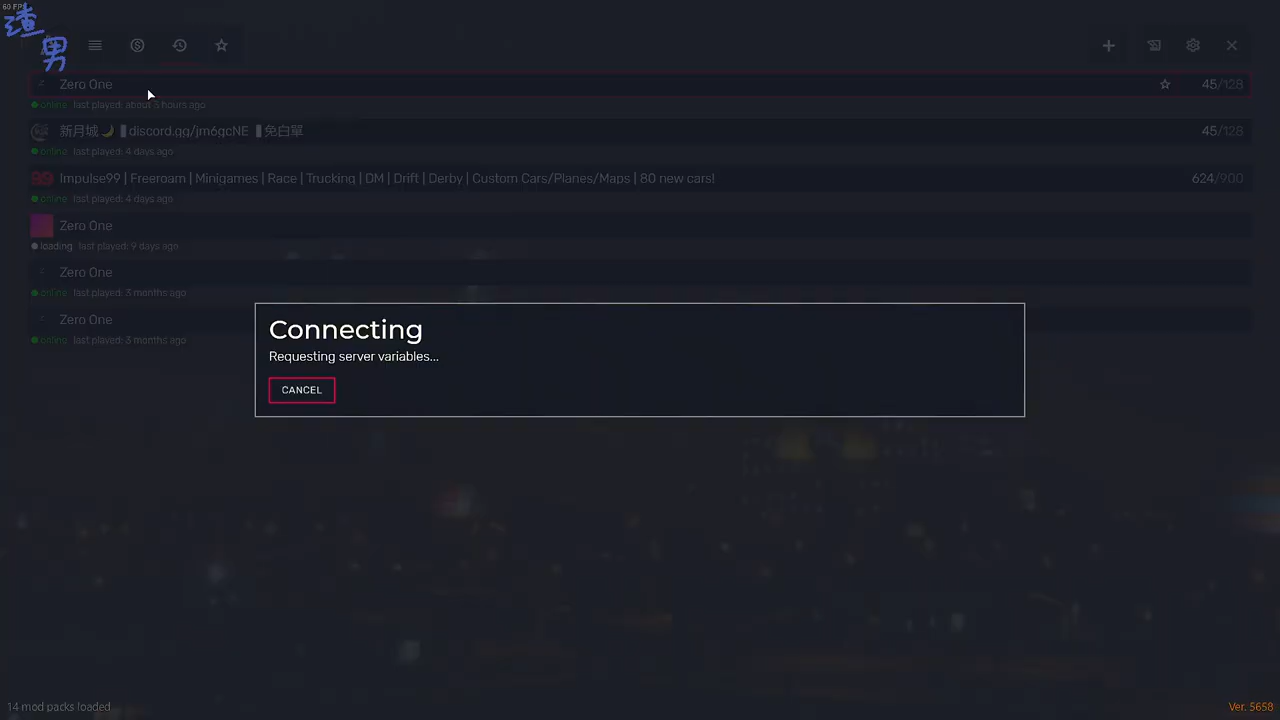 60 FPS
渣
男
Zero One
45/128
online last played: about 3 hours ago
新月城🌙 ▌discord.gg/jm6gcNE ▌免白單
45/128
online last played: 4 days ago
Impulse99 | Freeroam | Minigames | Race | Trucking | DM | Drift | Derby | Custom Cars/Planes/Maps | 80 new cars!
624/900
online last played: 4 days ago
Zero One
loading last played: 9 days ago
Zero One
online last played: 3 months ago
Zero One
online last played: 3 months ago
Connecting
Requesting server variables...
CANCEL
14 mod packs loaded
Ver. 5658